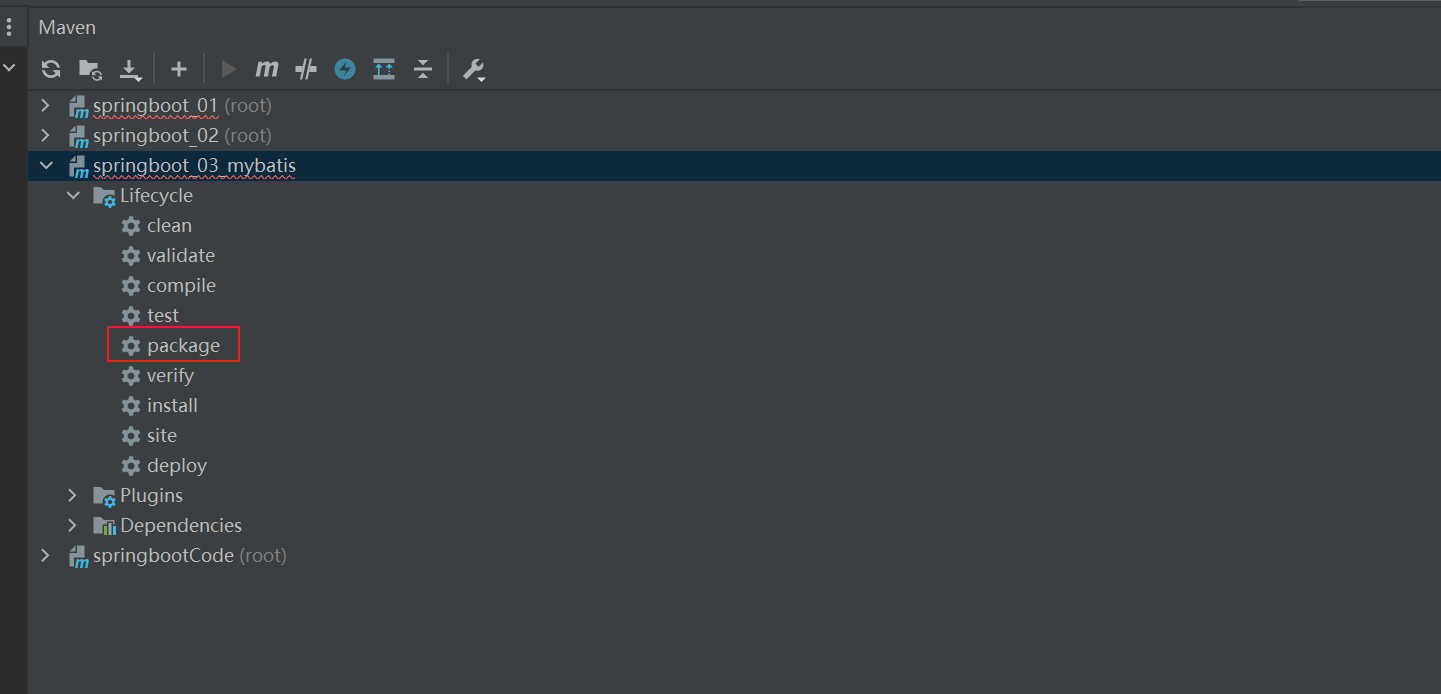 Maven
springboot_01 (root)
springboot_02 (root)
springboot_03_mybatis
Lifecycle
clean
validate
compile
test
package
verify
install
site
deploy
Plugins
Dependencies
springbootCode (root)